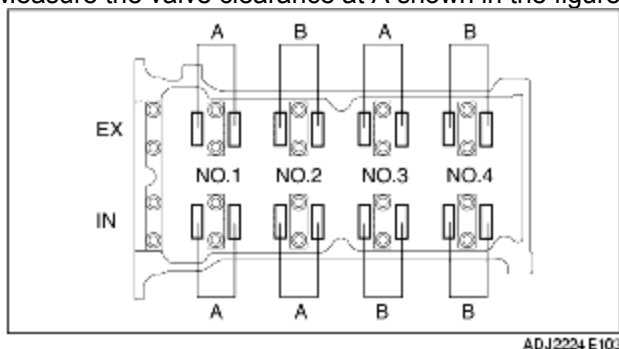 Measure the valve clearance at A shown in the figure
A B A B
EX
NO.1 NO.2 NO.3 NO.4
IN
A A B B
ADJ2224E103